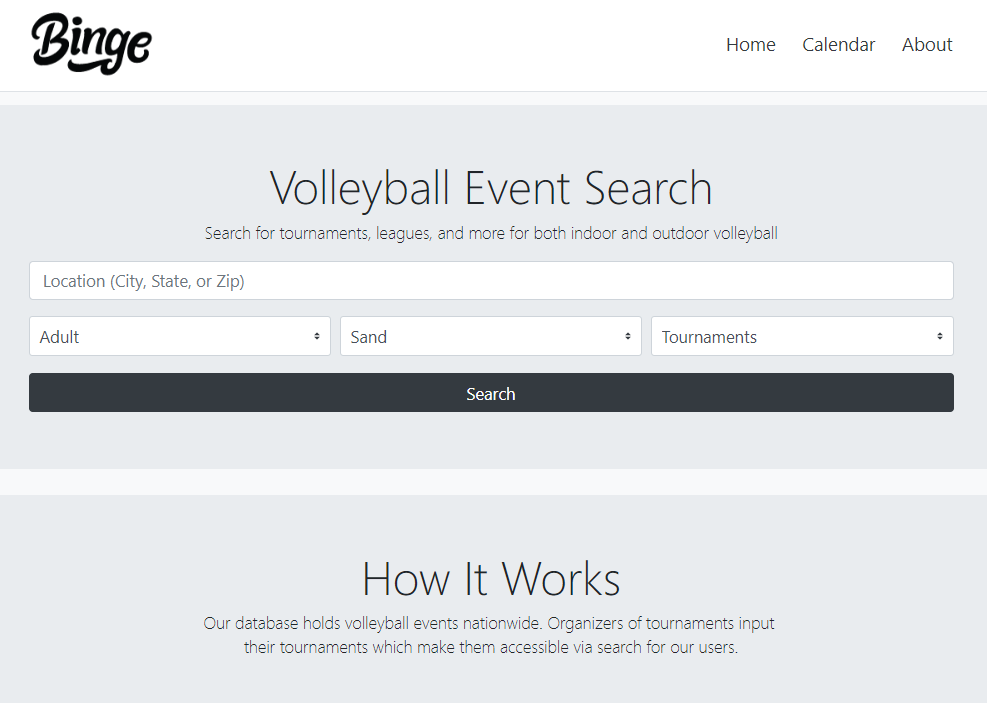 Binge
Home Calendar About
Volleyball Event Search
Search for tournaments, leagues, and more for both indoor and outdoor volleyball
Location (City, State, or Zip)
Adult Sand Tournaments
Search
How It Works
Our database holds volleyball events nationwide. Organizers of tournaments input
their tournaments which make them accessible via search for our users.